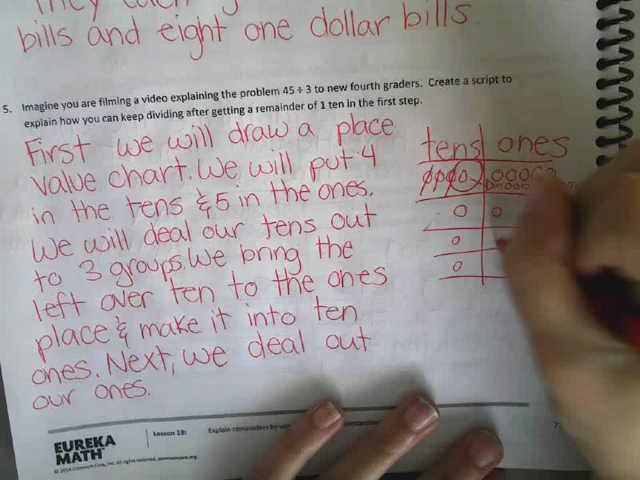 bills and eight one dollar bills.
5. Imagine you are filming a video explaining the problem 45 ÷ 3 to new fourth graders. Create a script to
explain how you can keep dividing after getting a remainder of 1 ten in the first step.
First we will draw a place
value chart. We will put 4
in the tens & 5 in the ones.
We will deal our tens out
to 3 groups. We bring the
left over ten to the ones
place & make it into ten
ones. Next, we deal out
our ones.
tens ones
EUREKA
MATH
Lesson 19: Explain remainders by